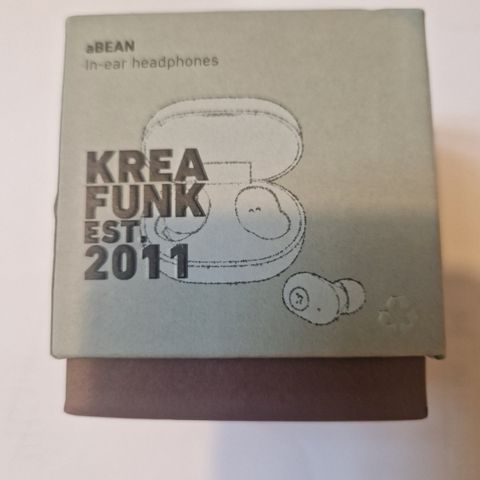 aBEAN
In-ear headphones
KREA
FUNK
EST.
2011